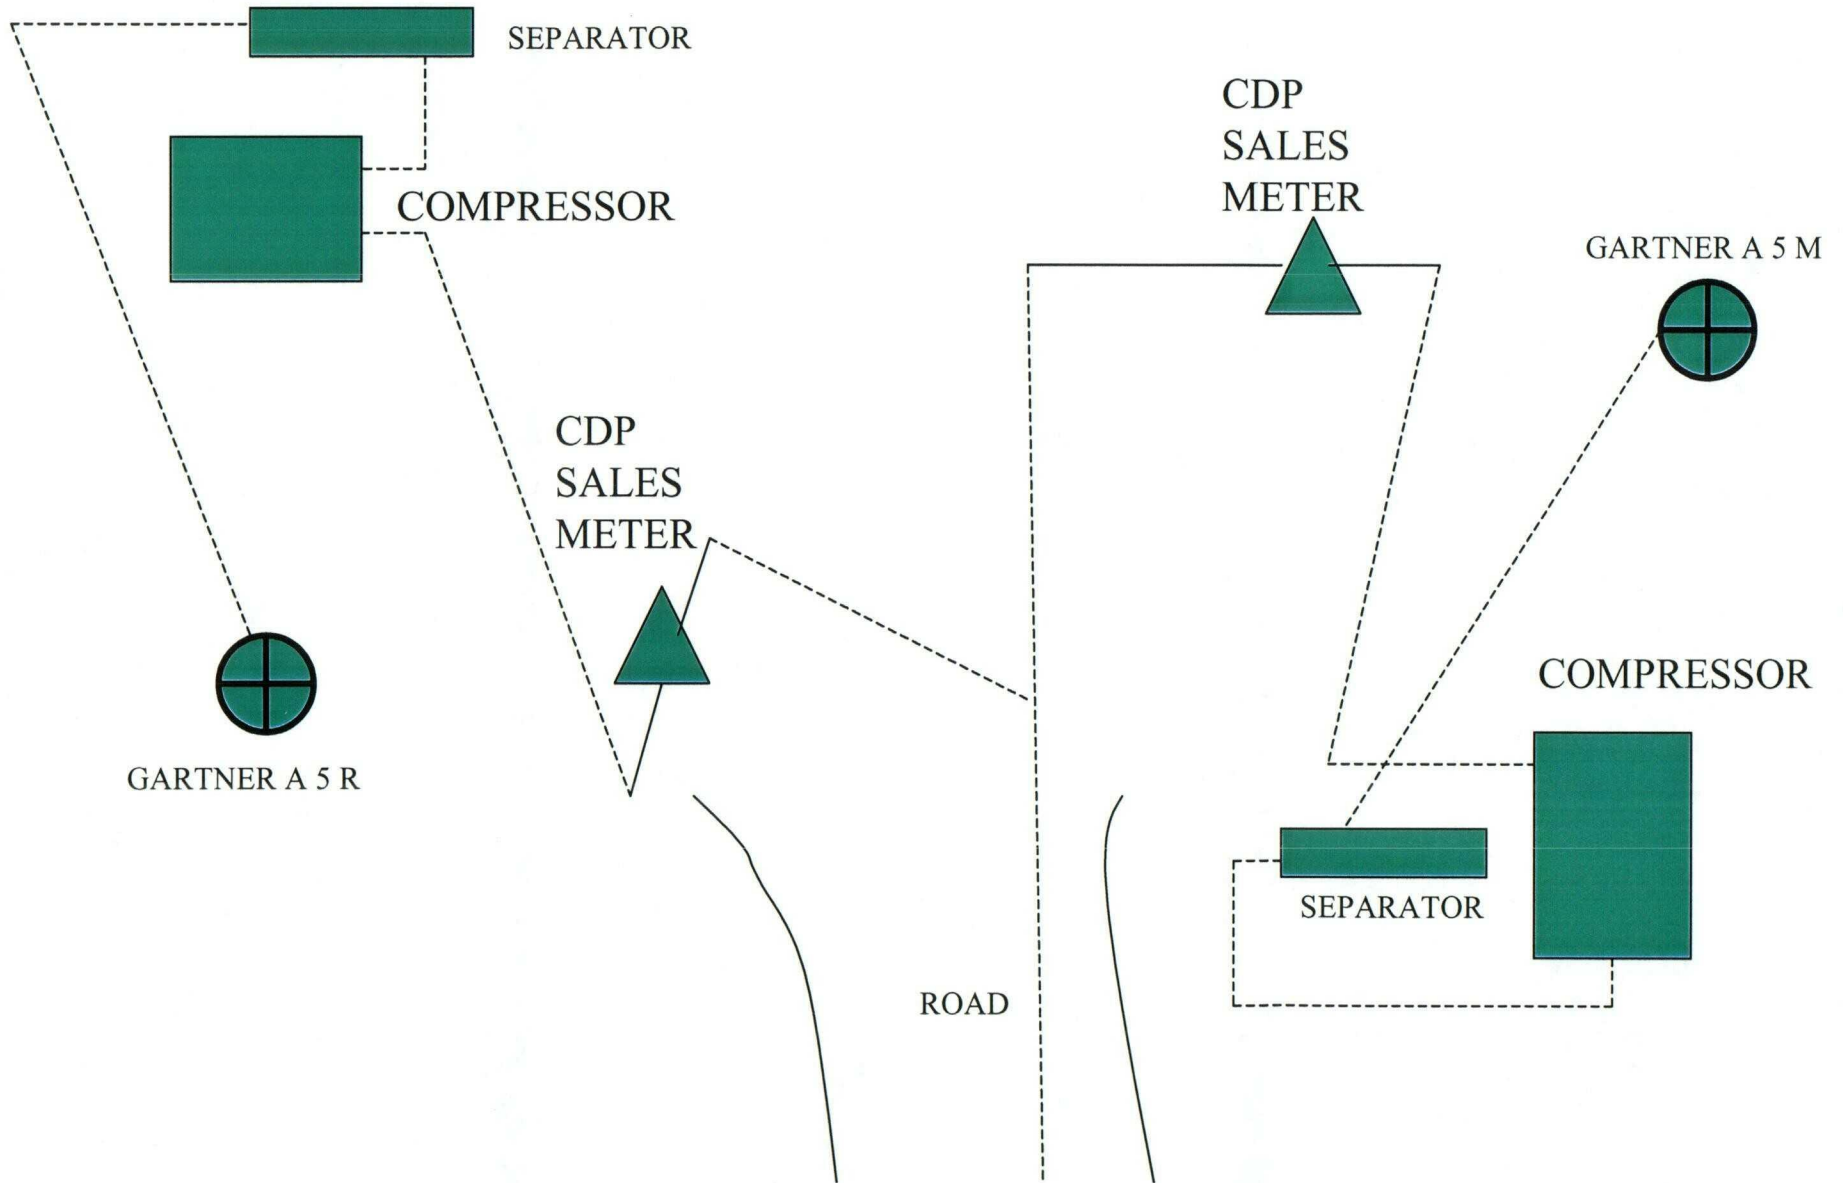 SEPARATOR
COMPRESSOR
CDP
SALES
METER
GARTNER A 5 M
CDP
SALES
METER
GARTNER A 5 R
COMPRESSOR
SEPARATOR
ROAD